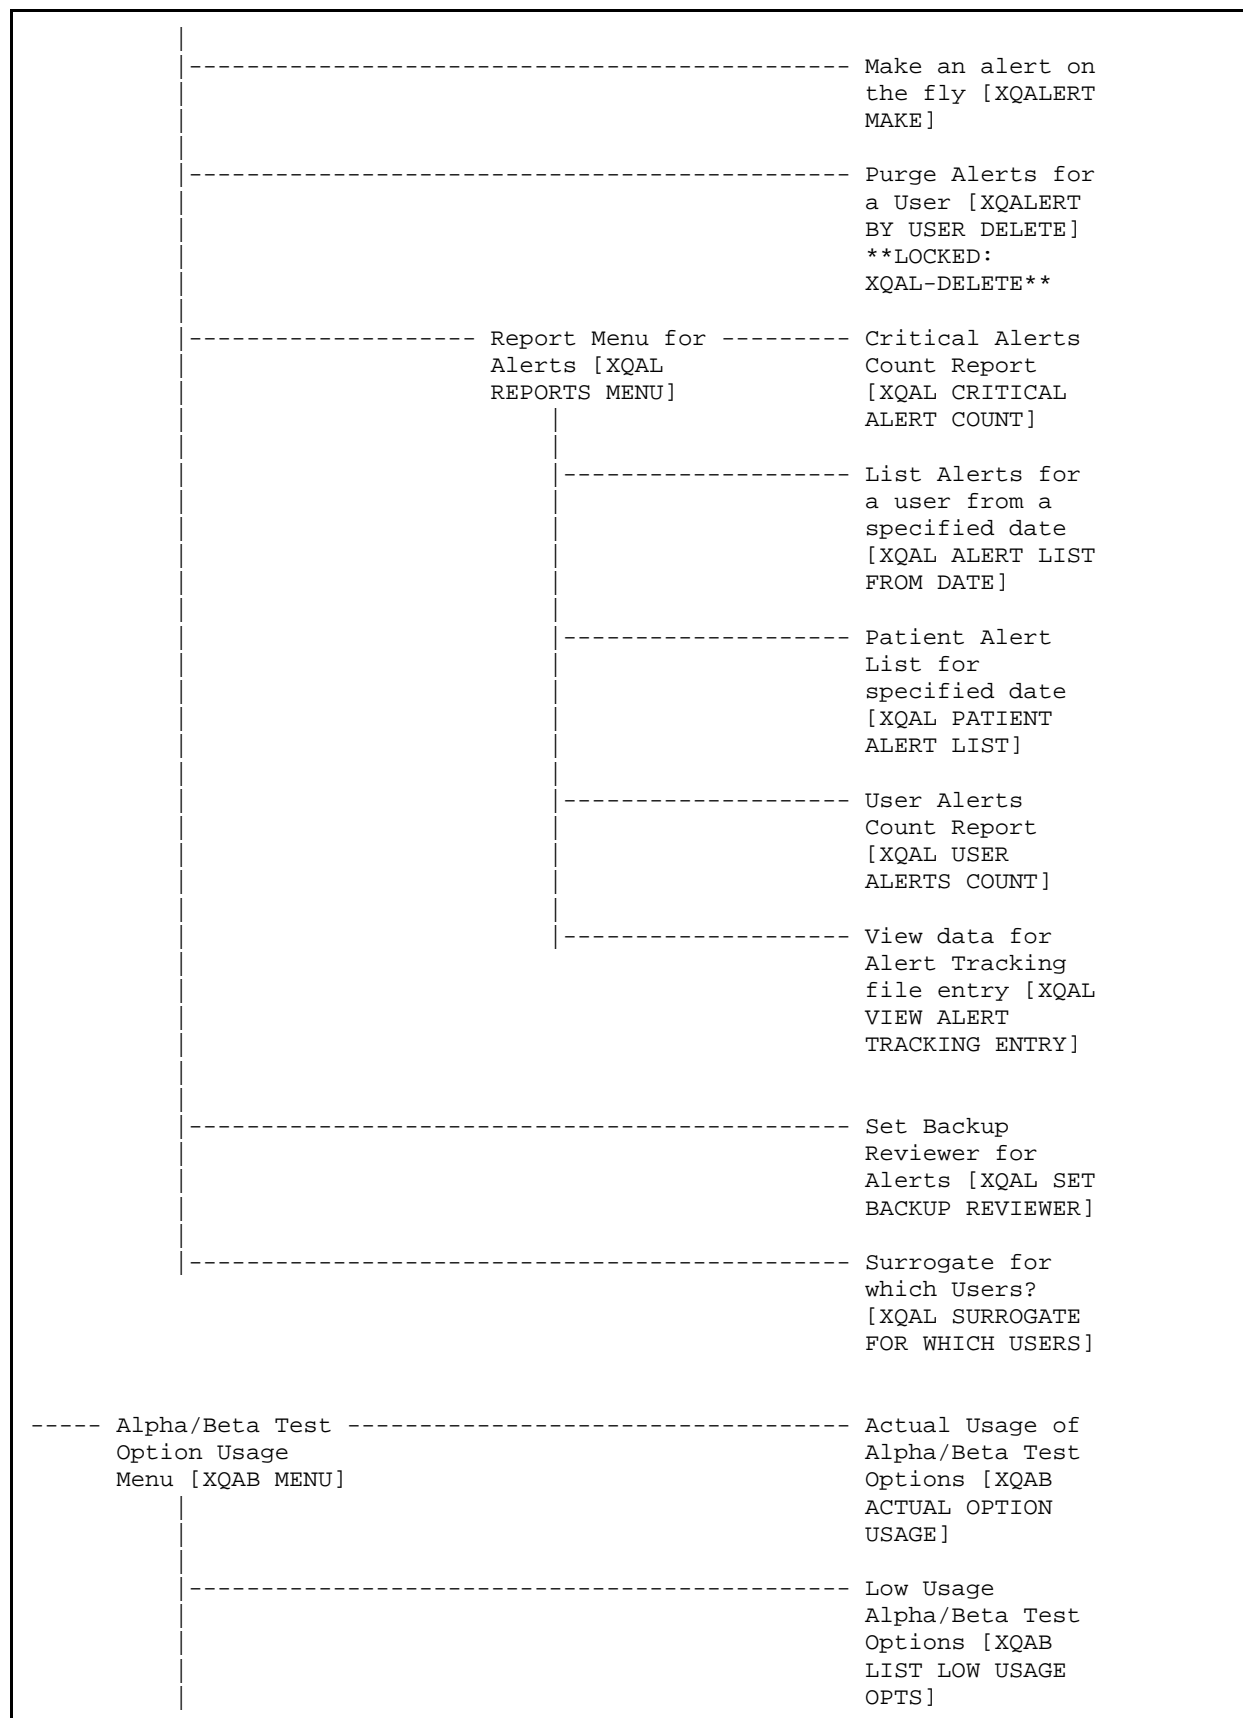 Make an alert on
the fly [XQALERT
MAKE]
Purge Alerts for
a User [XQALERT
BY USER DELETE]
**LOCKED:
XQAL-DELETE**
Report Menu for
Alerts [XQAL
REPORTS MENU]
Critical Alerts
Count Report
[XQAL CRITICAL
ALERT COUNT]
List Alerts for
a user from a
specified date
[XQAL ALERT LIST
FROM DATE]
Patient Alert
List for
specified date
[XQAL PATIENT
ALERT LIST]
User Alerts
Count Report
[XQAL USER
ALERTS COUNT]
View data for
Alert Tracking
file entry [XQAL
VIEW ALERT
TRACKING ENTRY]
Set Backup
Reviewer for
Alerts [XQAL SET
BACKUP REVIEWER]
Surrogate for
which Users?
[XQAL SURROGATE
FOR WHICH USERS]
Alpha/Beta Test
Option Usage
Menu [XQAB MENU]
Actual Usage of
Alpha/Beta Test
Options [XQAB
ACTUAL OPTION
USAGE]
Low Usage
Alpha/Beta Test
Options [XQAB
LIST LOW USAGE
OPTS]